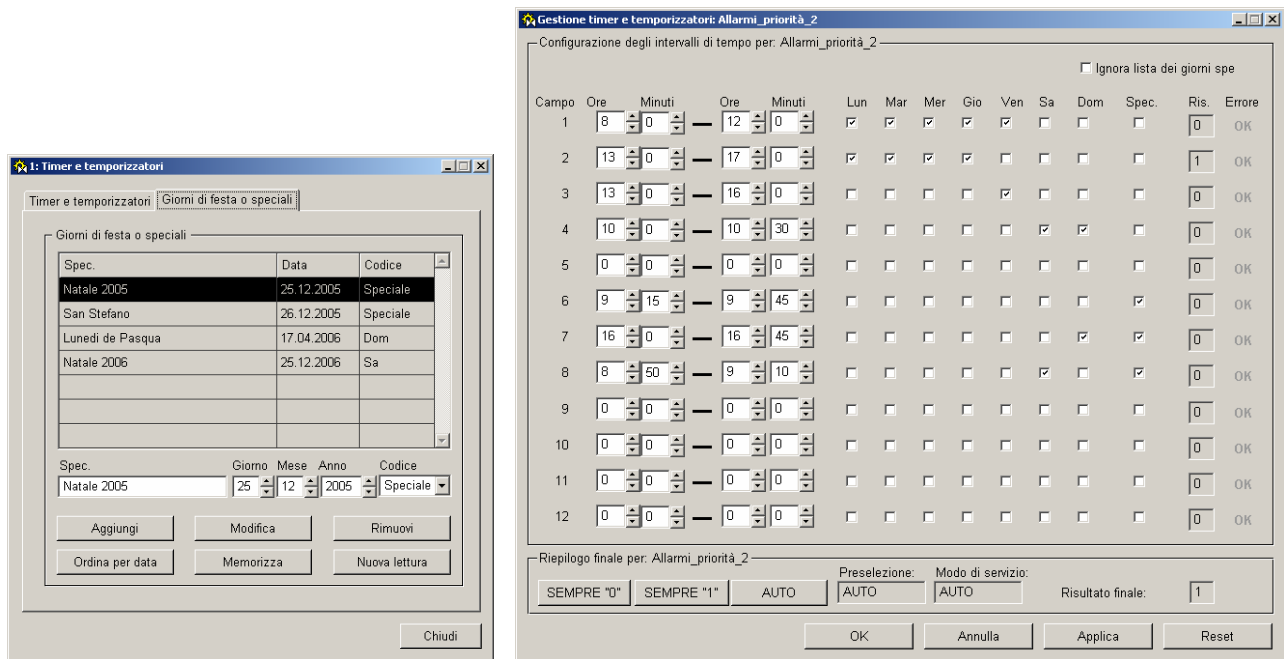 1: Timer e temporizzatori
Timer e temporizzatori Giorni di festa o speciali
Giorni di festa o speciali
Spec. Data Codice
Natale 2005 25.12.2005 Speciale
San Stefano 26.12.2005 Speciale
Lunedi de Pasqua 17.04.2006 Dom
Natale 2006 25.12.2006 Sa
Spec. Giorno Mese Anno Codice
Natale 2005 25 12 2005 Speciale
Aggiungi Modifica Rimuovi
Ordina per data Memorizza Nuova lettura
Chiudi
Gestione timer e temporizzatori: Allarmi_priorità_2
Configurazione degli intervalli di tempo per: Allarmi_priorità_2
Ignora lista dei giorni spe
Campo Ore Minuti Ore Minuti Lun Mar Mer Gio Ven Sa Dom Spec. Ris. Errore
1 8 0 — 12 0 0 OK
2 13 0 — 17 0 1 OK
3 13 0 — 16 0 0 OK
4 10 0 — 10 30 0 OK
5 0 0 — 0 0 0 OK
6 9 15 — 9 45 0 OK
7 16 0 — 16 45 0 OK
8 8 50 — 9 10 0 OK
9 0 0 — 0 0 0 OK
10 0 0 — 0 0 0 OK
11 0 0 — 0 0 0 OK
12 0 0 — 0 0 0 OK
Riepilogo finale per: Allarmi_priorità_2
Preselezione: Modo di servizio:
SEMPRE "0" SEMPRE "1" AUTO AUTO AUTO Risultato finale: 1
OK Annulla Applica Reset